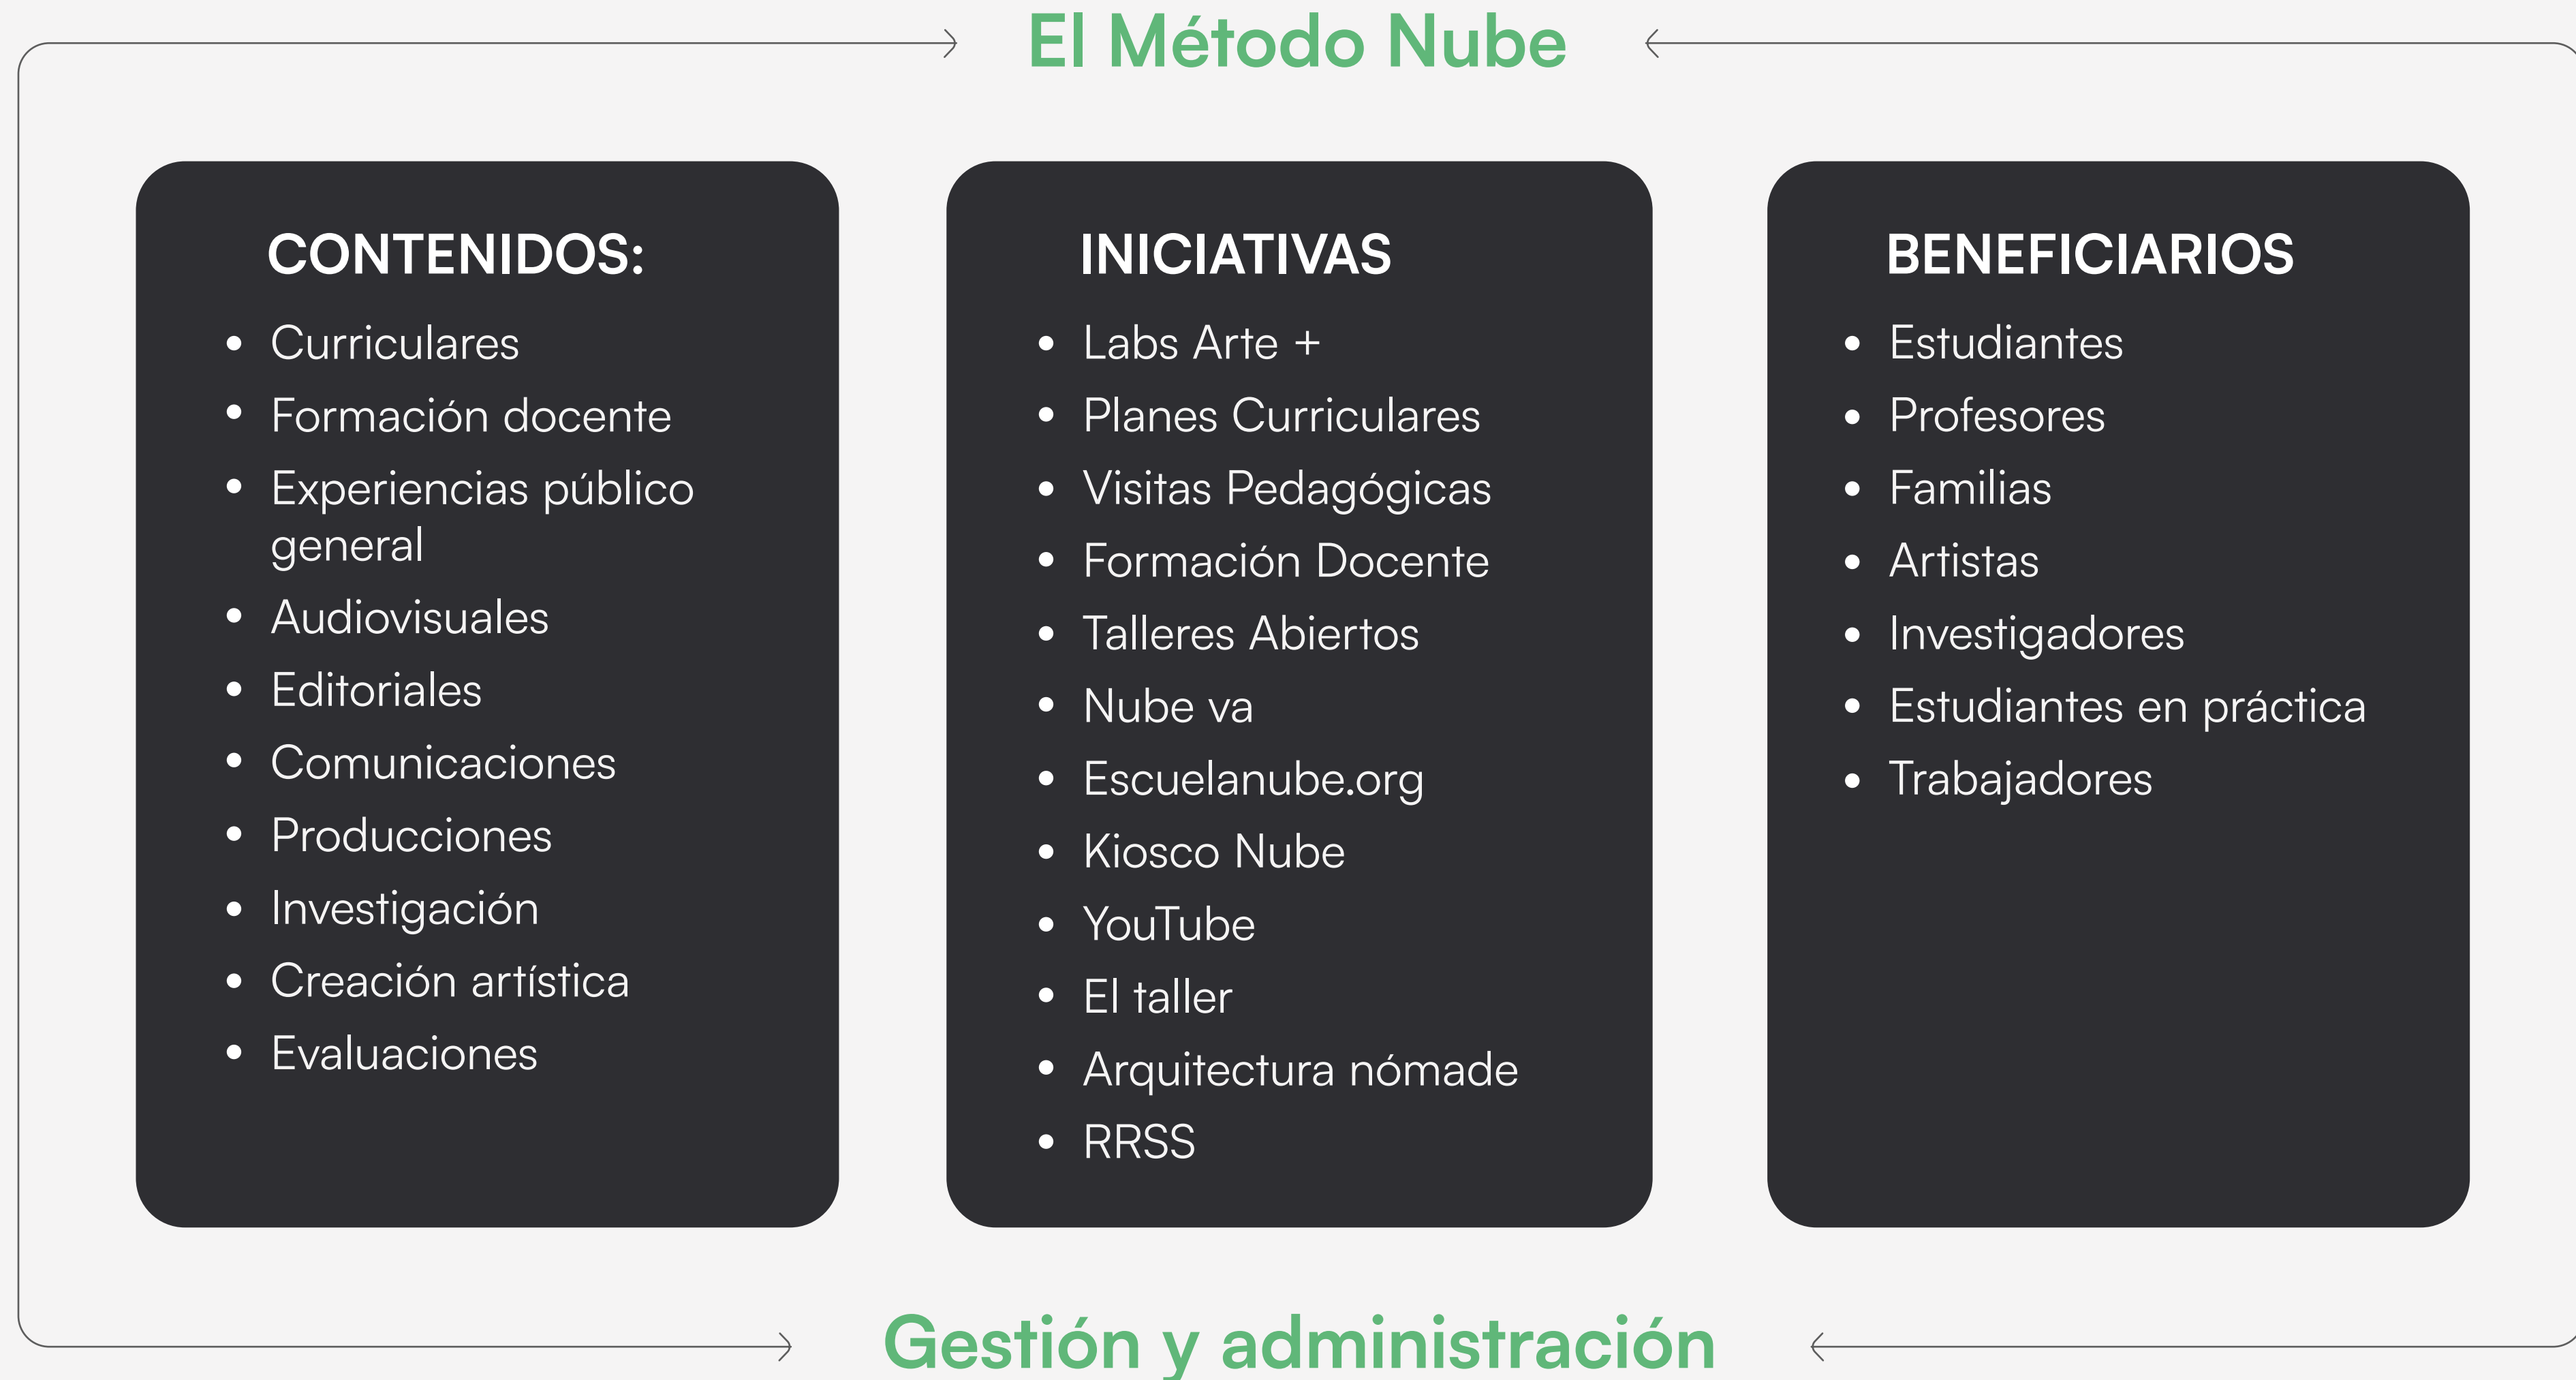 El Método Nube
CONTENIDOS:
Curriculares
Formación docente
Experiencias público
general
Audiovisuales
Editoriales
Comunicaciones
Producciones
Investigación
Creación artística
Evaluaciones
INICIATIVAS
Labs Arte +
Planes Curriculares
Visitas Pedagógicas
Formación Docente
Talleres Abiertos
Nube va
Escuelanube.org
Kiosco Nube
YouTube
El taller
Arquitectura nómade
RRSS
BENEFICIARIOS
Estudiantes
Profesores
Familias
Artistas
Investigadores
Estudiantes en práctica
Trabajadores
Gestión y administración